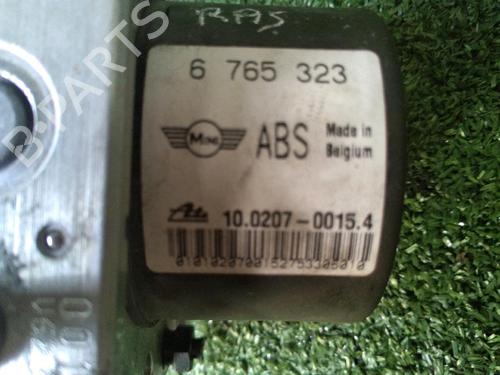 RAS
6 765 323
MINI
ABS
Made in
Belgium
Ate
10.0207-0015.4
B-PARTS